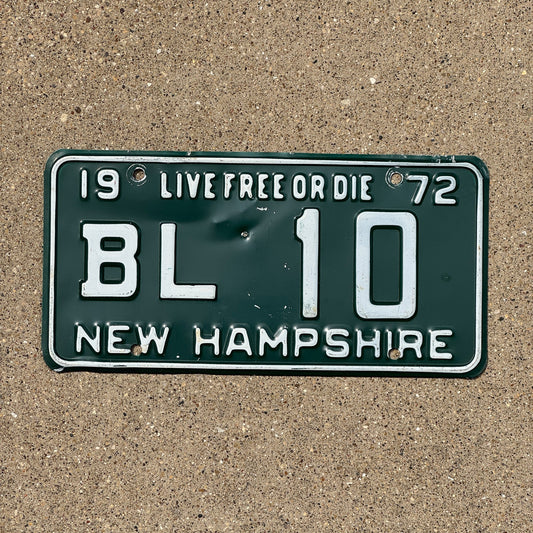 19 LIVE FREE OR DIE 72
BL 10
NEW HAMPSHIRE